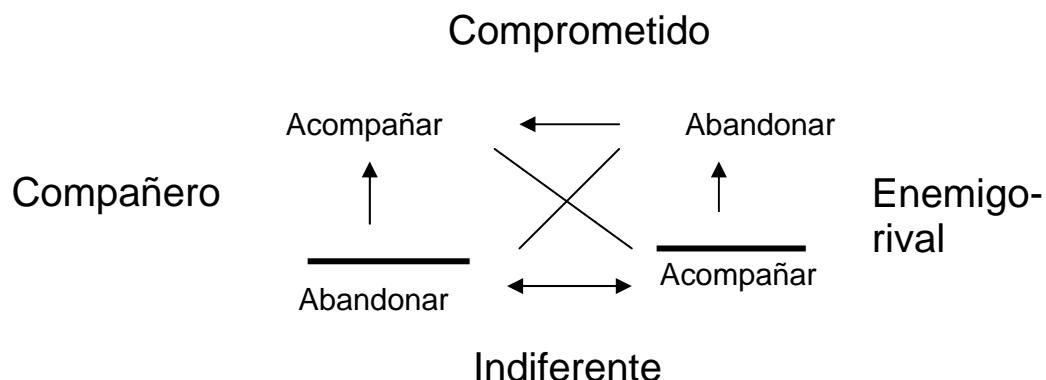 Comprometido
Acompañar
Abandonar
Compañero
Enemigo-
rival
Abandonar
Acompañar
Indiferente